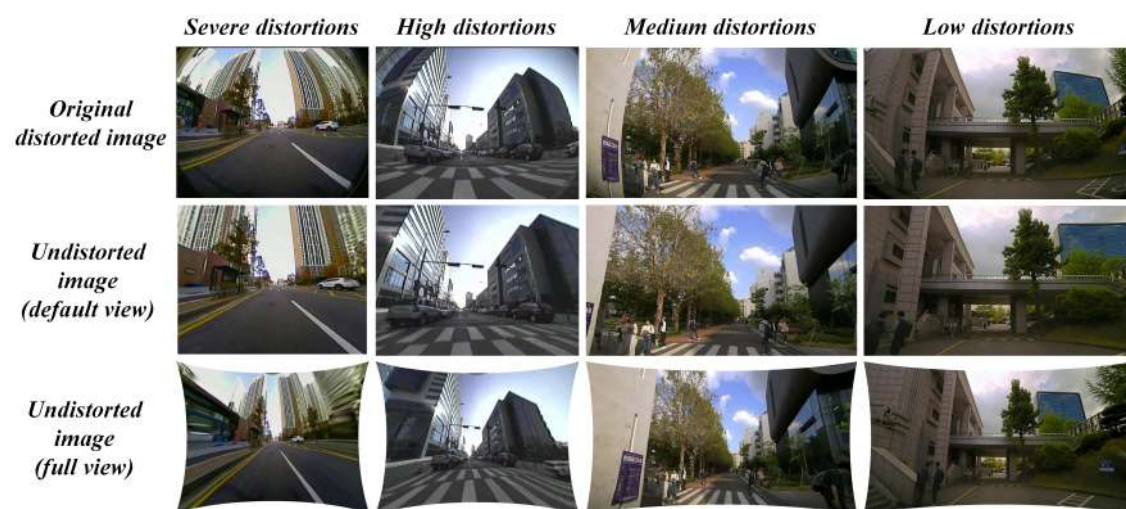 Severe distortions
High distortions
Medium distortions
Low distortions
Original
distorted image
Undistorted
image
(default view)
Undistorted
image
(full view)